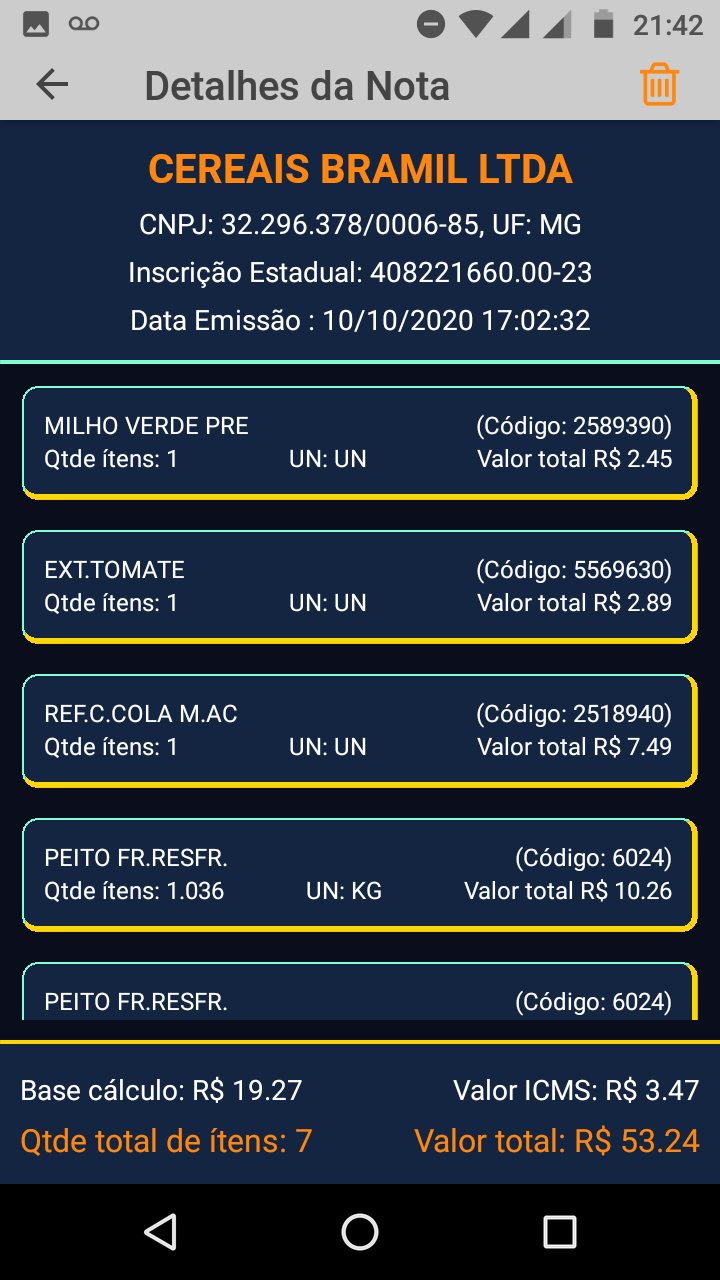 21:42
Detalhes da Nota
CEREAIS BRAMIL LTDA
CNPJ: 32.296.378/0006-85, UF: MG
Inscrição Estadual: 408221660.00-23
Data Emissão : 10/10/2020 17:02:32
MILHO VERDE PRE (Código: 2589390)
Qtde ítens: 1 UN: UN Valor total R$ 2.45
EXT.TOMATE (Código: 5569630)
Qtde ítens: 1 UN: UN Valor total R$ 2.89
REF.C.COLA M.AC (Código: 2518940)
Qtde ítens: 1 UN: UN Valor total R$ 7.49
PEITO FR.RESFR. (Código: 6024)
Qtde ítens: 1.036 UN: KG Valor total R$ 10.26
PEITO FR.RESFR. (Código: 6024)
Base cálculo: R$ 19.27 Valor ICMS: R$ 3.47
Qtde total de ítens: 7 Valor total: R$ 53.24